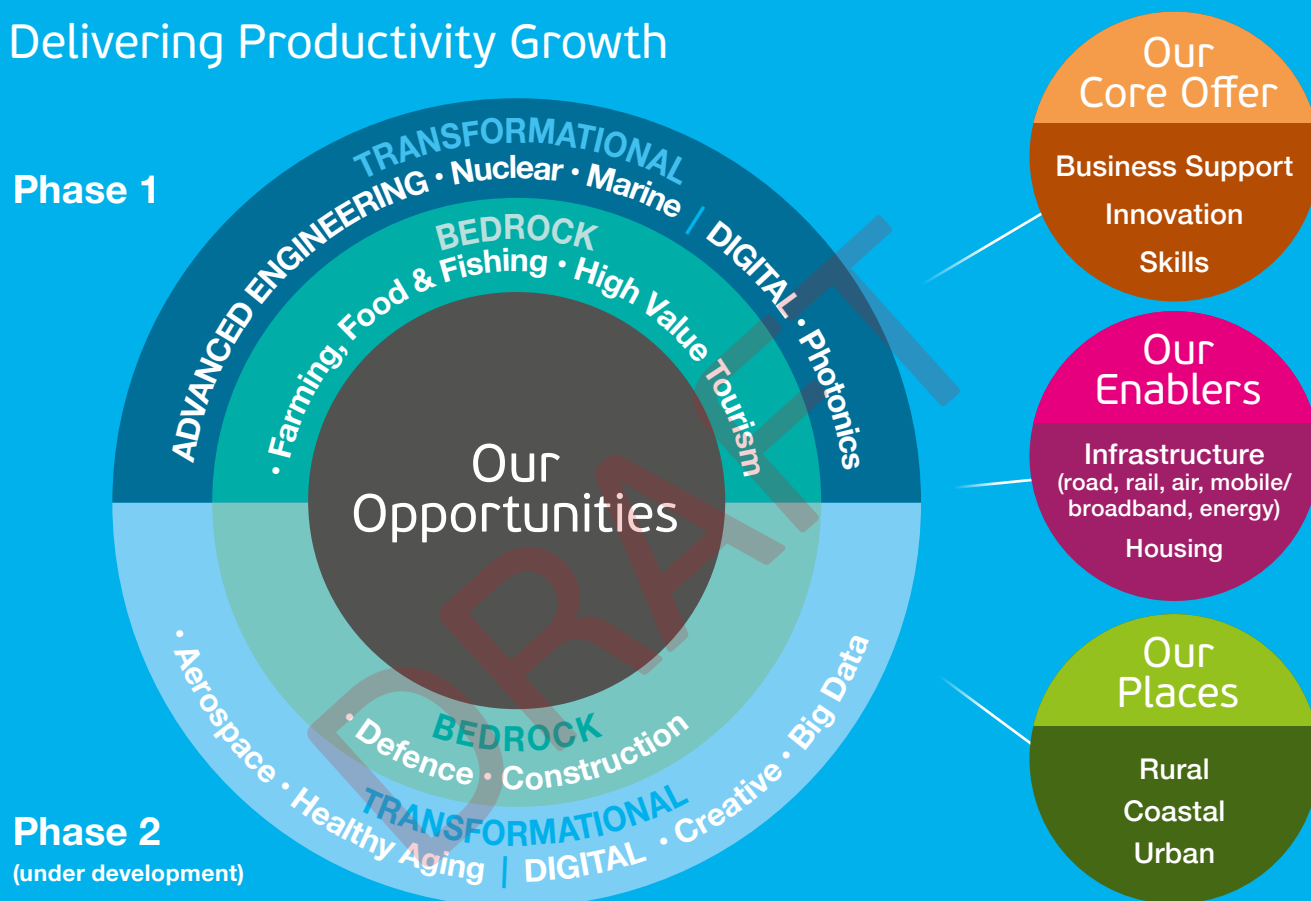 Delivering Productivity Growth
Phase 1
TRANSFORMATIONAL
ADVANCED ENGINEERING · Nuclear · Marine | DIGITAL · Photonics
BEDROCK
· Farming, Food & Fishing · High Value Tourism
Our
Opportunities
BEDROCK
· Defence · Construction
TRANSFORMATIONAL
· Aerospace · Healthy Aging | DIGITAL · Creative · Big Data
Phase 2
(under development)
DRAFT
Our
Core Offer
Business Support
Innovation
Skills
Our
Enablers
Infrastructure
(road, rail, air, mobile/
broadband, energy)
Housing
Our
Places
Rural
Coastal
Urban